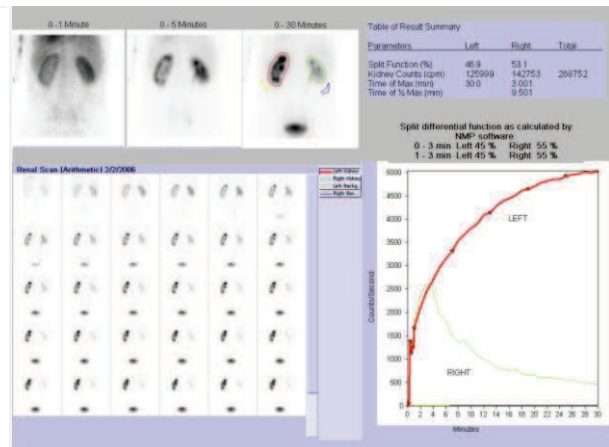 0 - 1 Minute
0 - 5 Minutes
0 - 30 Minutes
Table of Result Summary
Parameters Left Right Total
Split Function (%) 46.9 53.1
Kidney Counts (cpm) 125999 142753 268752
Time of Max (min) 30.0 3.001
Time of ½ Max (min) 9.501
Split differential function as calculated by
NMP software
0 - 3 min Left 45 % Right 55 %
1 - 3 min Left 45 % Right 55 %
Renal Scan (Arithmetic) 2/2/2006
Left Kidney
Right Kidney
Left Backg...
Right Bac...
6000
5500
5000
4500
4000
3500
3000
2500
2000
1500
1000
500
0
Counts/Second
LEFT
RIGHT
0 2 4 6 8 10 12 14 16 18 20 22 24 26 28 30
Minutes